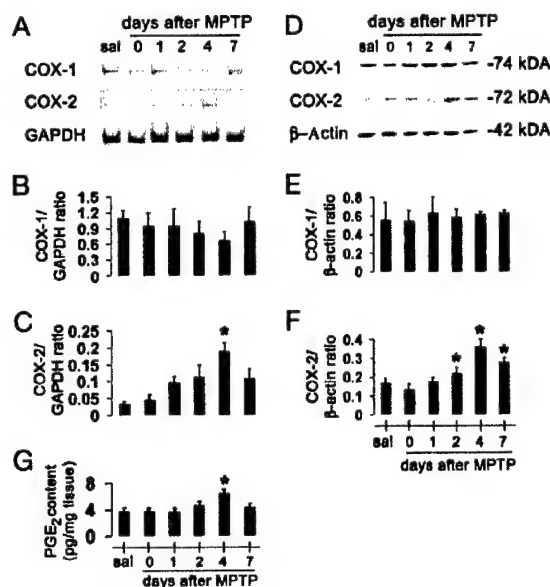 A
days after MPTP
sal 0 1 2 4 7
COX-1
COX-2
GAPDH
B
COX-1/
GAPDH ratio
1.5
1.2
0.9
0.6
0.3
0
C
COX-2/
GAPDH ratio
0.25
0.2
0.15
0.1
0.05
0
*
G
PGE2 content
(pg/mg tissue)
8
4
0
*
sal 0 1 2 4 7
days after MPTP
D
days after MPTP
sal 0 1 2 4 7
COX-1
-74 kDA
COX-2
-72 kDA
β-Actin
-42 kDA
E
COX-1/
β-actin ratio
0.8
0.6
0.4
0.2
0
F
COX-2/
β-actin ratio
0.4
0.3
0.2
0.1
0
* * *
sal 0 1 2 4 7
days after MPTP